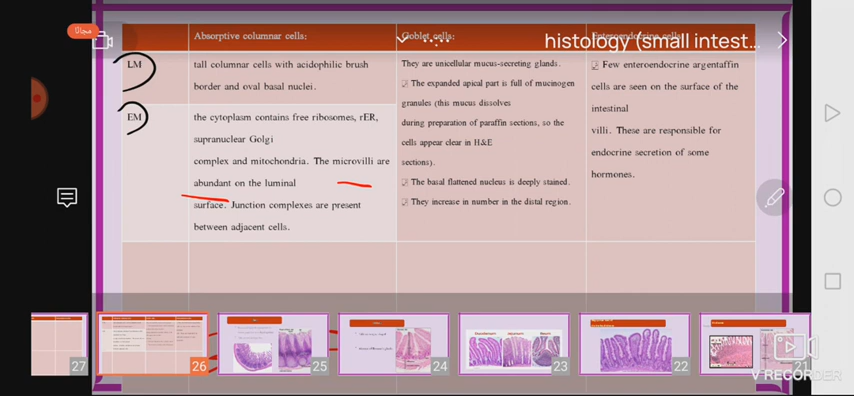 مجانًا
histology (small intest...
Absorptive columnar cells:
Goblet cells:
Enteroendocrine cells
LM
tall columnar cells with acidophilic brush
border and oval basal nuclei.
EM
the cytoplasm contains free ribosomes, rER,
supranuclear Golgi
complex and mitochondria. The microvilli are
abundant on the luminal
surface. Junction complexes are present
between adjacent cells.
They are unicellular mucus-secreting glands.
The expanded apical part is full of mucinogen
granules (this mucus dissolves
during preparation of paraffin sections, so the
cells appear clear in H&E
sections).
The basal flattened nucleus is deeply stained.
They increase in number in the distal region.
Few enteroendocrine argentaffin
cells are seen on the surface of the
intestinal
villi. These are responsible for
endocrine secretion of some
hormones.
27
26
25
24
23
22
21
V RECORDER